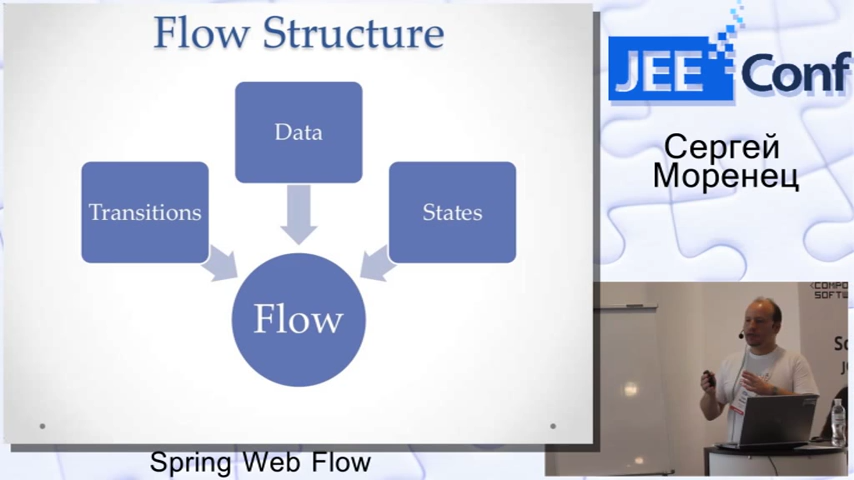 Flow Structure
Data
Transitions
States
Flow
JEE Conf
Сергей
Моренец
Spring Web Flow